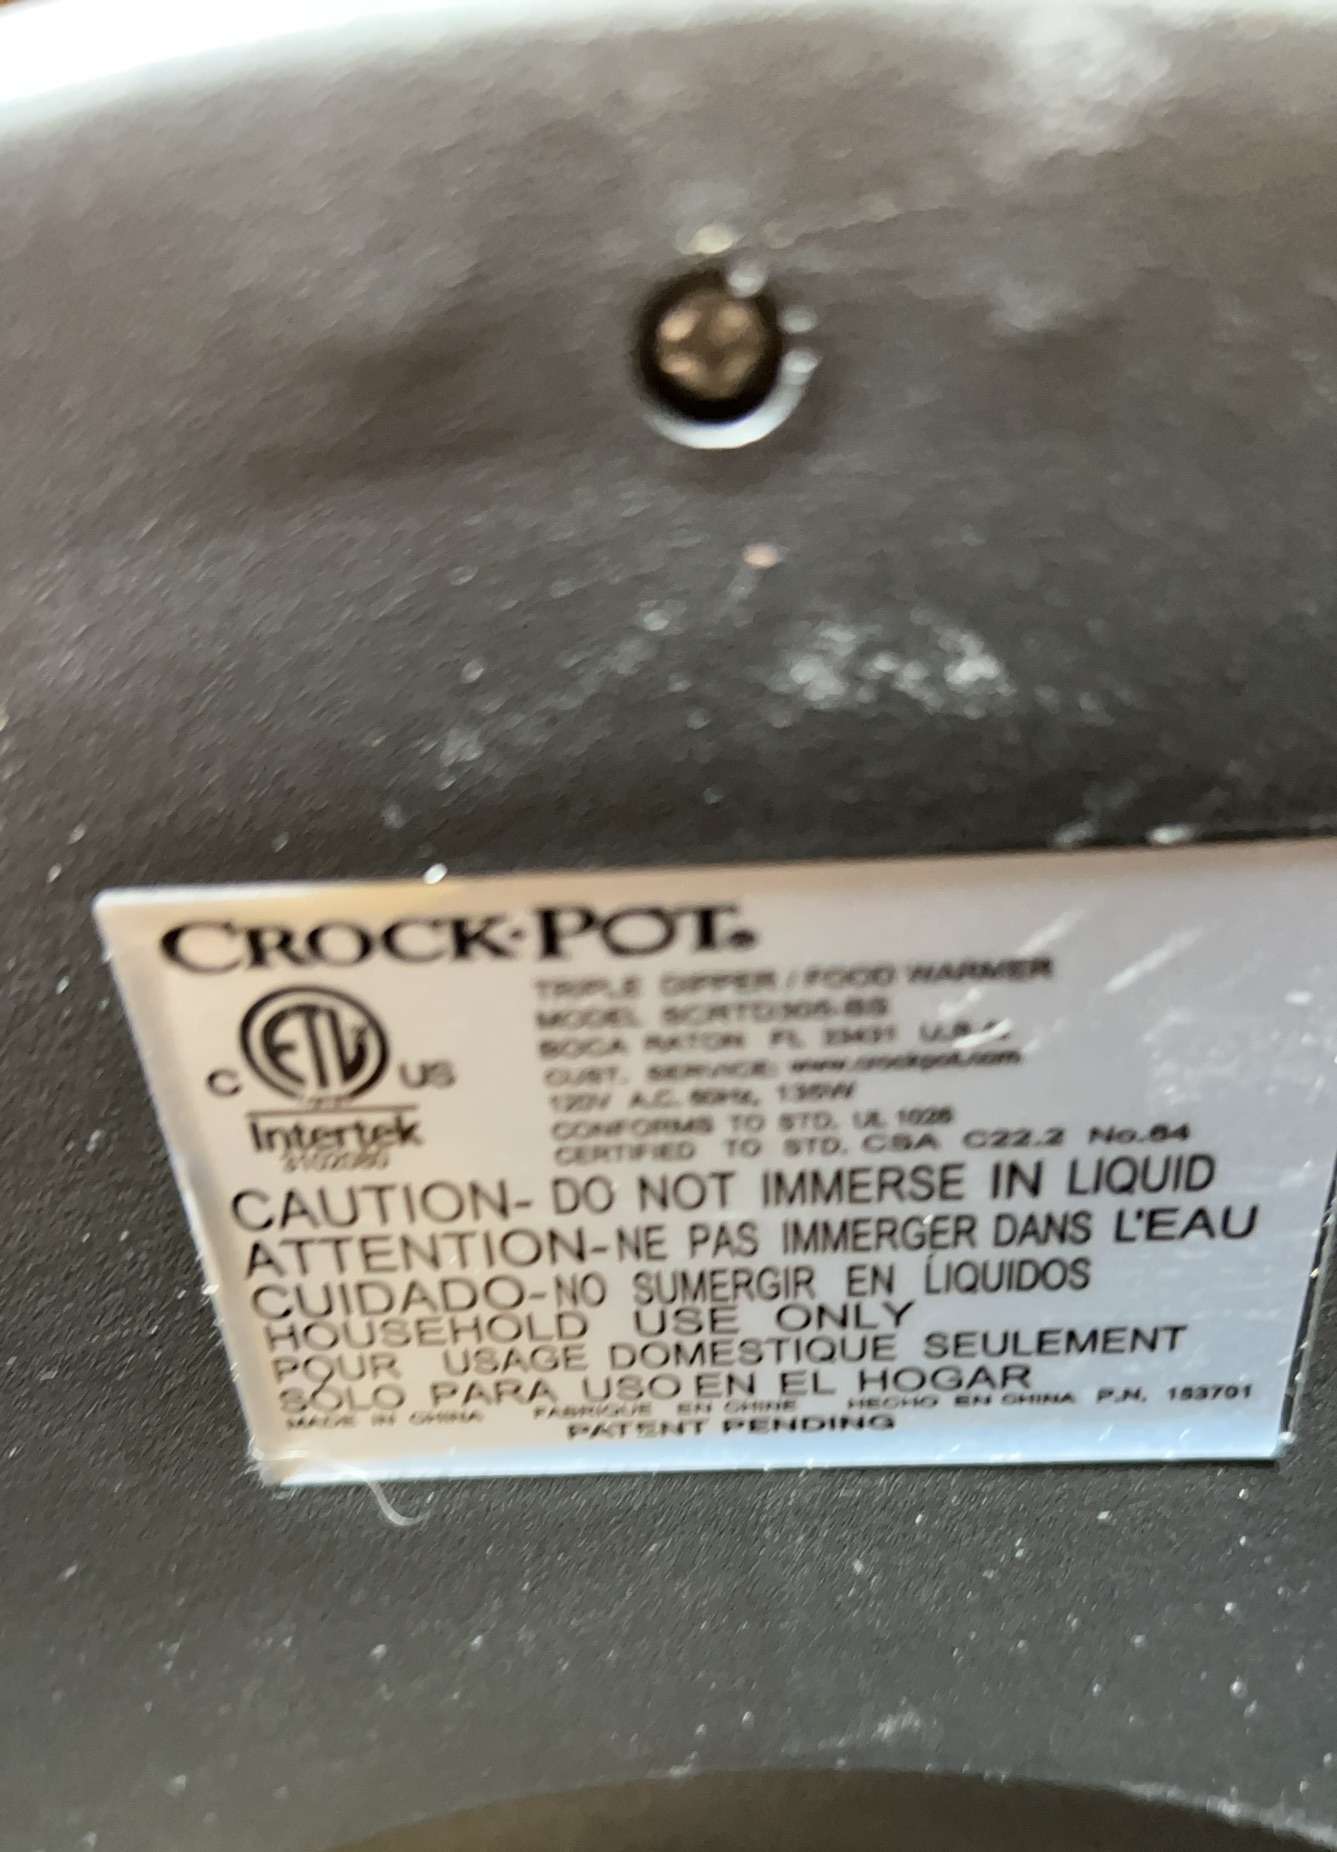 CROCK·POT®
TRIPLE DIPPER / FOOD WARMER
MODEL SCRTD305-BS
BOCA RATON FL 33431 U.S.A.
CUST. SERVICE: www.crockpot.com
120V A.C. 60Hz, 135W
CONFORMS TO STD. UL 1026
CERTIFIED TO STD. CSA C22.2 No.64
C ETL US
Intertek
3102060
CAUTION- DO NOT IMMERSE IN LIQUID
ATTENTION-NE PAS IMMERGER DANS L'EAU
CUIDADO-NO SUMERGIR EN LIQUIDOS
HOUSEHOLD USE ONLY
POUR USAGE DOMESTIQUE SEULEMENT
SÓLO PARA USO EN EL HOGAR
MADE IN CHINA FABRIQUE EN CHINE HECHO EN CHINA P.N. 153701
PATENT PENDING